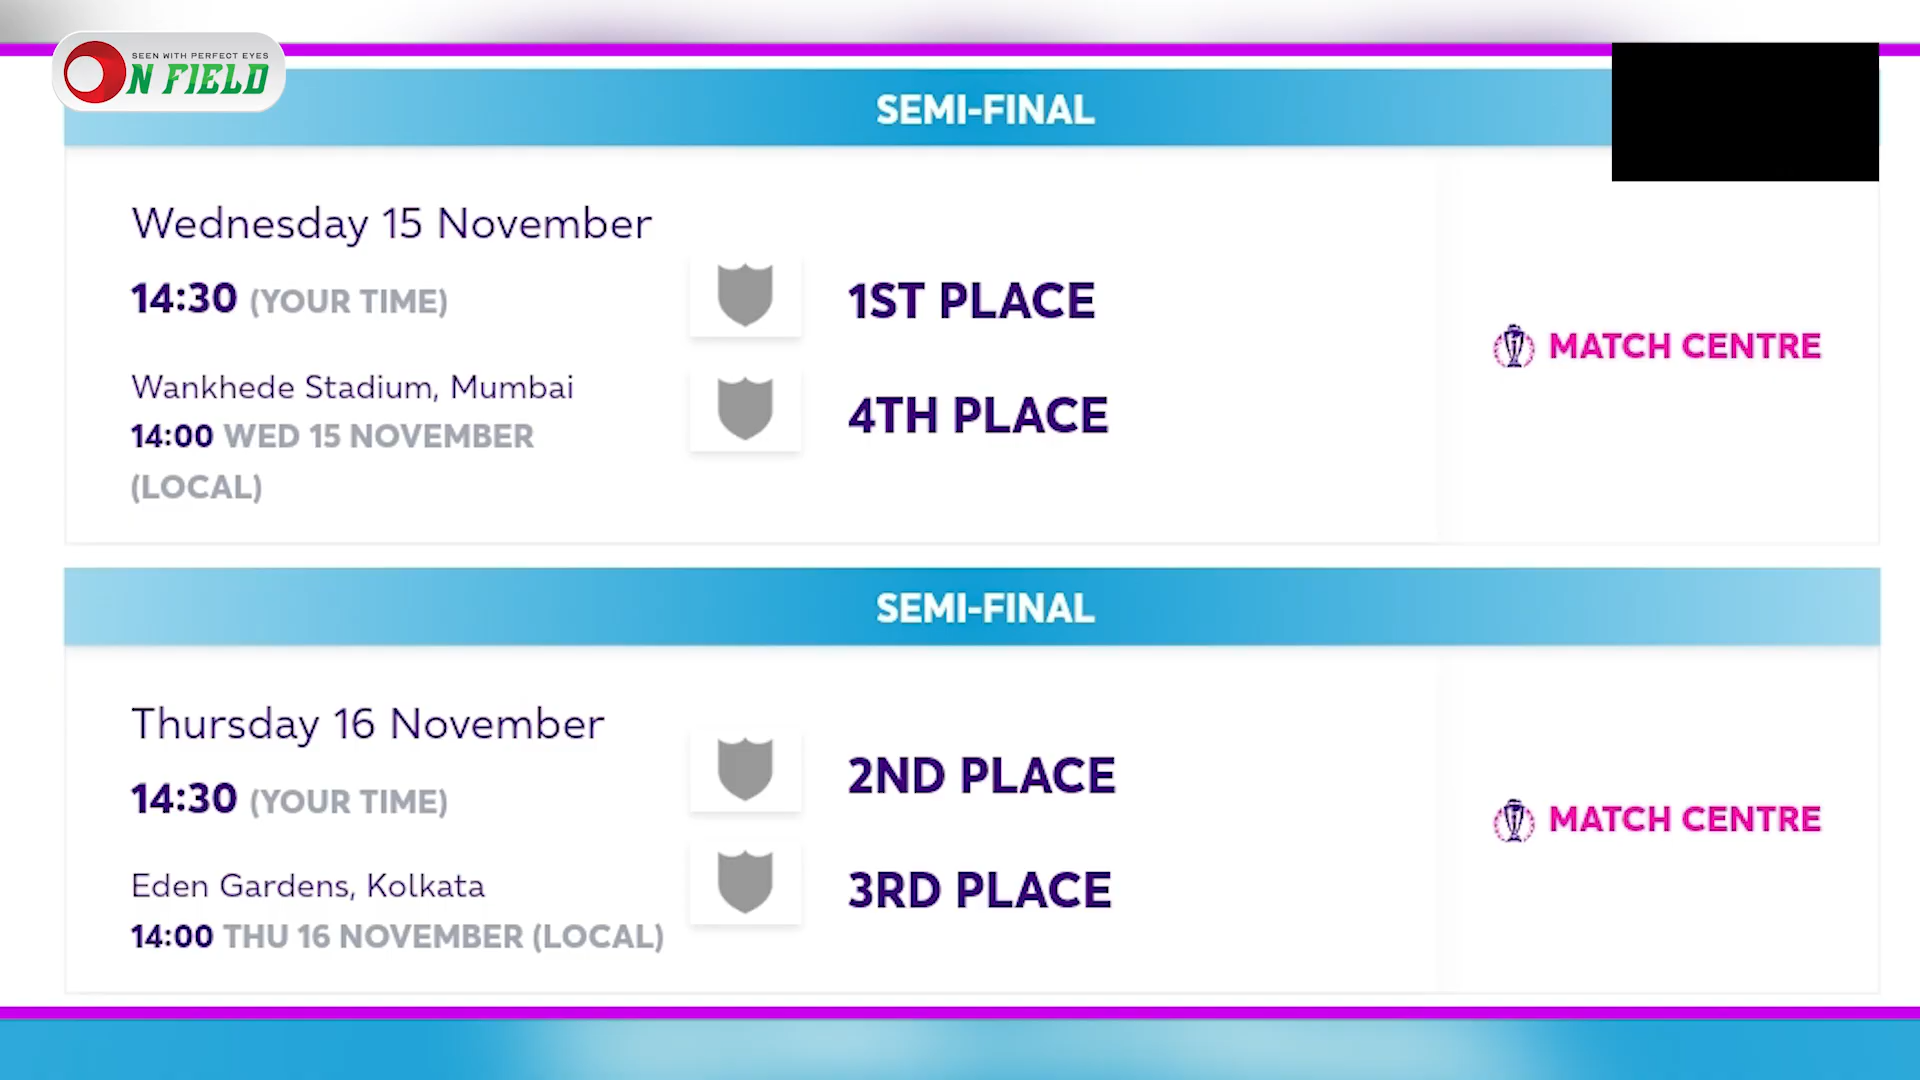 SEEN WITH PERFECT EYES
ON FIELD
SEMI-FINAL
Wednesday 15 November
14:30 (YOUR TIME)
Wankhede Stadium, Mumbai
14:00 WED 15 NOVEMBER
(LOCAL)
1ST PLACE
4TH PLACE
MATCH CENTRE
SEMI-FINAL
Thursday 16 November
14:30 (YOUR TIME)
Eden Gardens, Kolkata
14:00 THU 16 NOVEMBER (LOCAL)
2ND PLACE
3RD PLACE
MATCH CENTRE